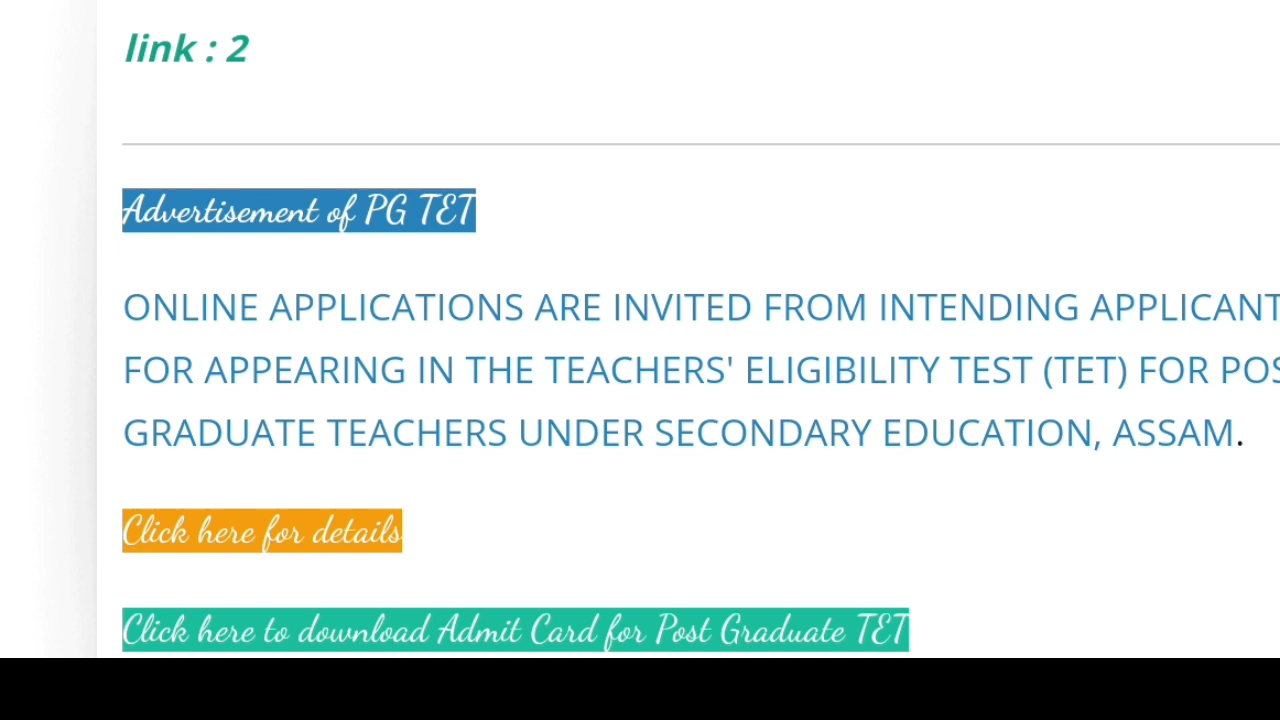 link : 2
Advertisement of PG TET
ONLINE APPLICATIONS ARE INVITED FROM INTENDING APPLICANT
FOR APPEARING IN THE TEACHERS' ELIGIBILITY TEST (TET) FOR POS
GRADUATE TEACHERS UNDER SECONDARY EDUCATION, ASSAM.
Click here for details
Click here to download Admit Card for Post Graduate TET